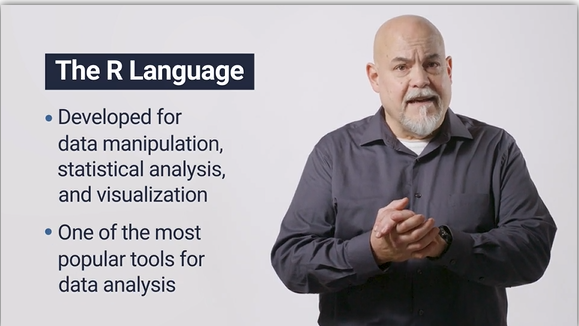 The R Language
• Developed for
data manipulation,
statistical analysis,
and visualization
• One of the most
popular tools for
data analysis